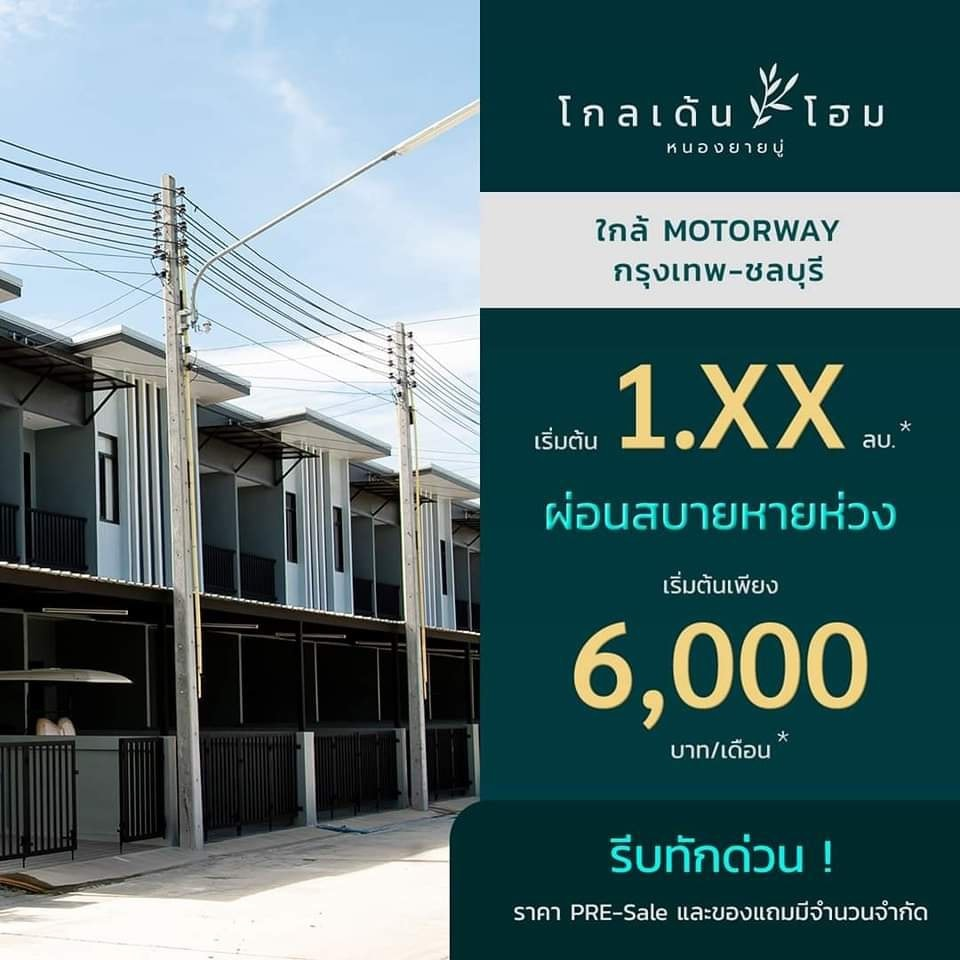 โกลเด้น โฮม
หนองยายบู่
ใกล้ MOTORWAY
กรุงเทพ-ชลบุรี
เริ่มต้น 1.XX ลบ.*
ผ่อนสบายหายห่วง
เริ่มต้นเพียง
6,000
บาท/เดือน*
รีบทักด่วน !
ราคา PRE-Sale และของแถมมีจำนวนจำกัด